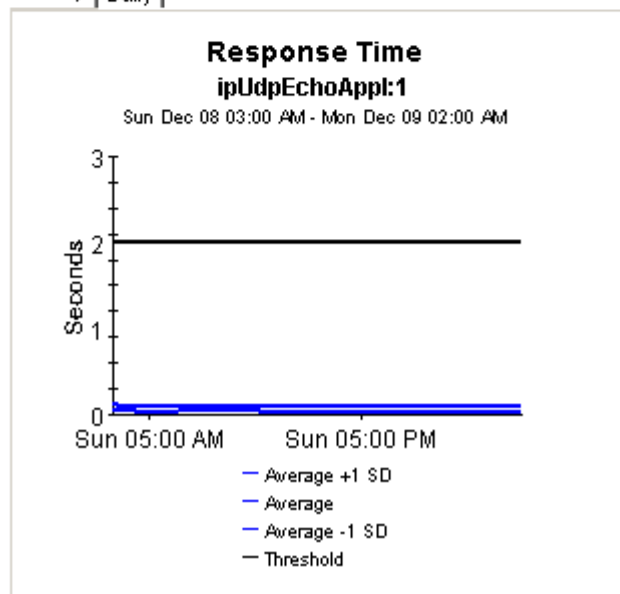 Daily
Response Time
ipUdpEchoAppl:1
Sun Dec 08 03:00 AM - Mon Dec 09 02:00 AM
3
2
1
0
Seconds
Sun 05:00 AM
Sun 05:00 PM
Average +1 SD
Average
Average -1 SD
Threshold